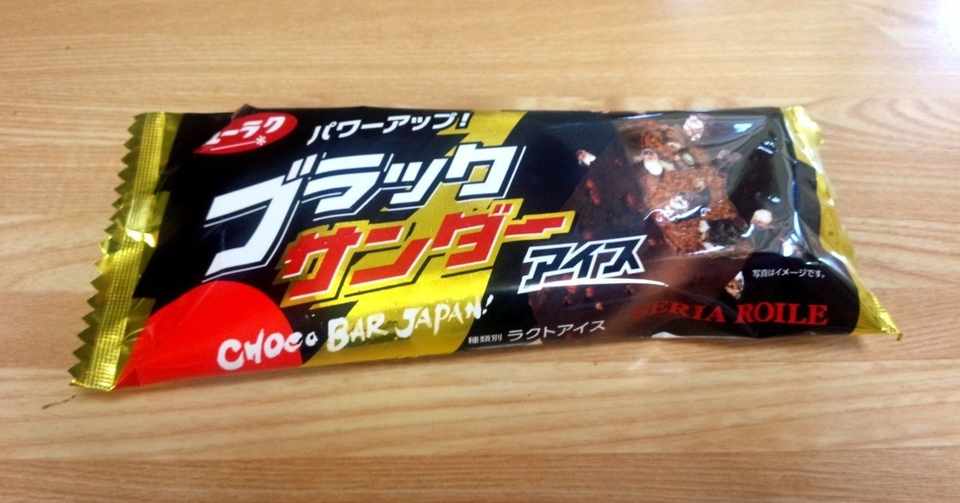 ユーラク
パワーアップ!
ブラック
サンダー
アイス
写真はイメージです。
CHOCO BAR JAPAN!
種類別 ラクトアイス
ERIA ROILE